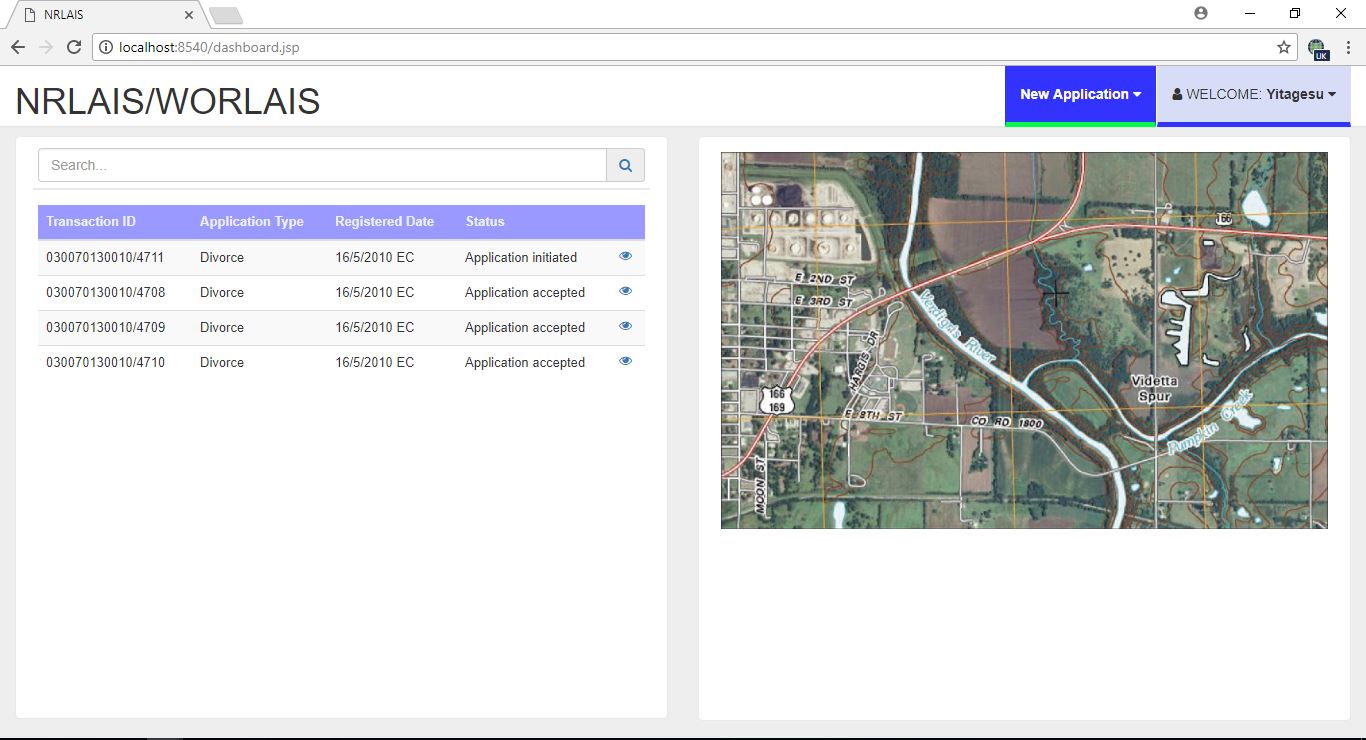 NRLAIS
localhost:8540/dashboard.jsp
UK
NRLAIS/WORLAIS
New Application
WELCOME: Yitagesu
Search...
Transaction ID Application Type Registered Date Status
030070130010/4711 Divorce 16/5/2010 EC Application initiated
030070130010/4708 Divorce 16/5/2010 EC Application accepted
030070130010/4709 Divorce 16/5/2010 EC Application accepted
030070130010/4710 Divorce 16/5/2010 EC Application accepted
166
E 2ND ST
E 3RD ST
Verdigris River
HARGIS DR
Videtta
Spur
166
169
E 8TH ST
CO RD 1800
Pumpkin Creek
MOON ST